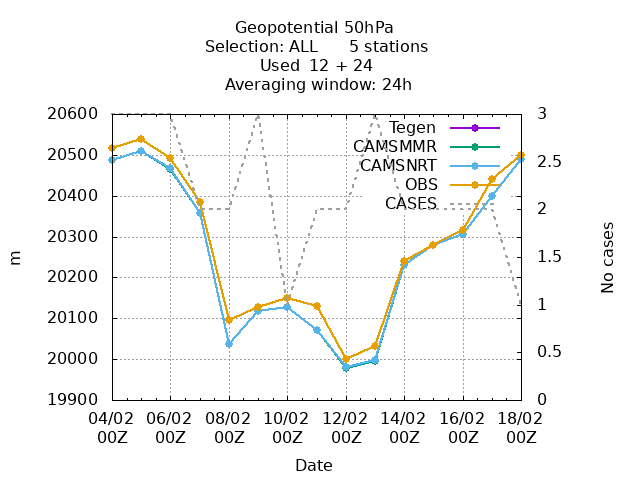 Geopotential 50hPa
Selection: ALL 5 stations
Used 12 + 24
Averaging window: 24h
20600
20500
20400
20300
20200
20100
20000
19900
m
3
2.5
2
1.5
1
0.5
0
No cases
Tegen
CAMSMMR
CAMSNRT
OBS
CASES
04/02 06/02 08/02 10/02 12/02 14/02 16/02 18/02
00Z 00Z 00Z 00Z 00Z 00Z 00Z 00Z
Date